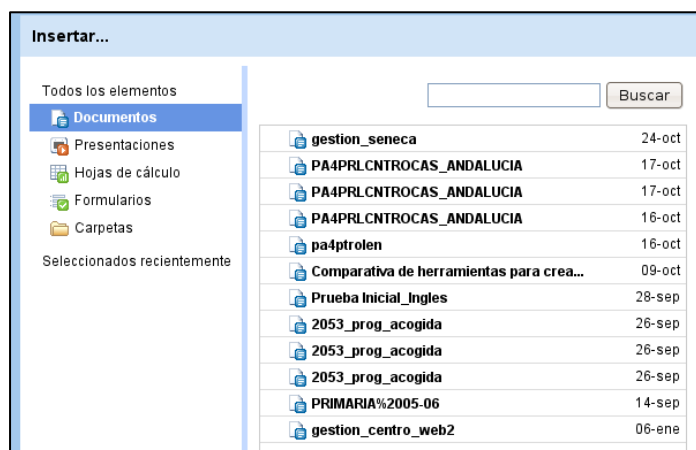 Insertar...
Todos los elementos
Documentos
Presentaciones
Hojas de cálculo
Formularios
Carpetas
Seleccionados recientemente
Buscar
gestion_seneca 24-oct
PA4PRLCNTROCAS_ANDALUCIA 17-oct
PA4PRLCNTROCAS_ANDALUCIA 17-oct
PA4PRLCNTROCAS_ANDALUCIA 16-oct
pa4ptrolen 16-oct
Comparativa de herramientas para crea... 09-oct
Prueba Inicial_Ingles 28-sep
2053_prog_acogida 26-sep
2053_prog_acogida 26-sep
2053_prog_acogida 26-sep
PRIMARIA%2005-06 14-sep
gestion_centro_web2 06-ene